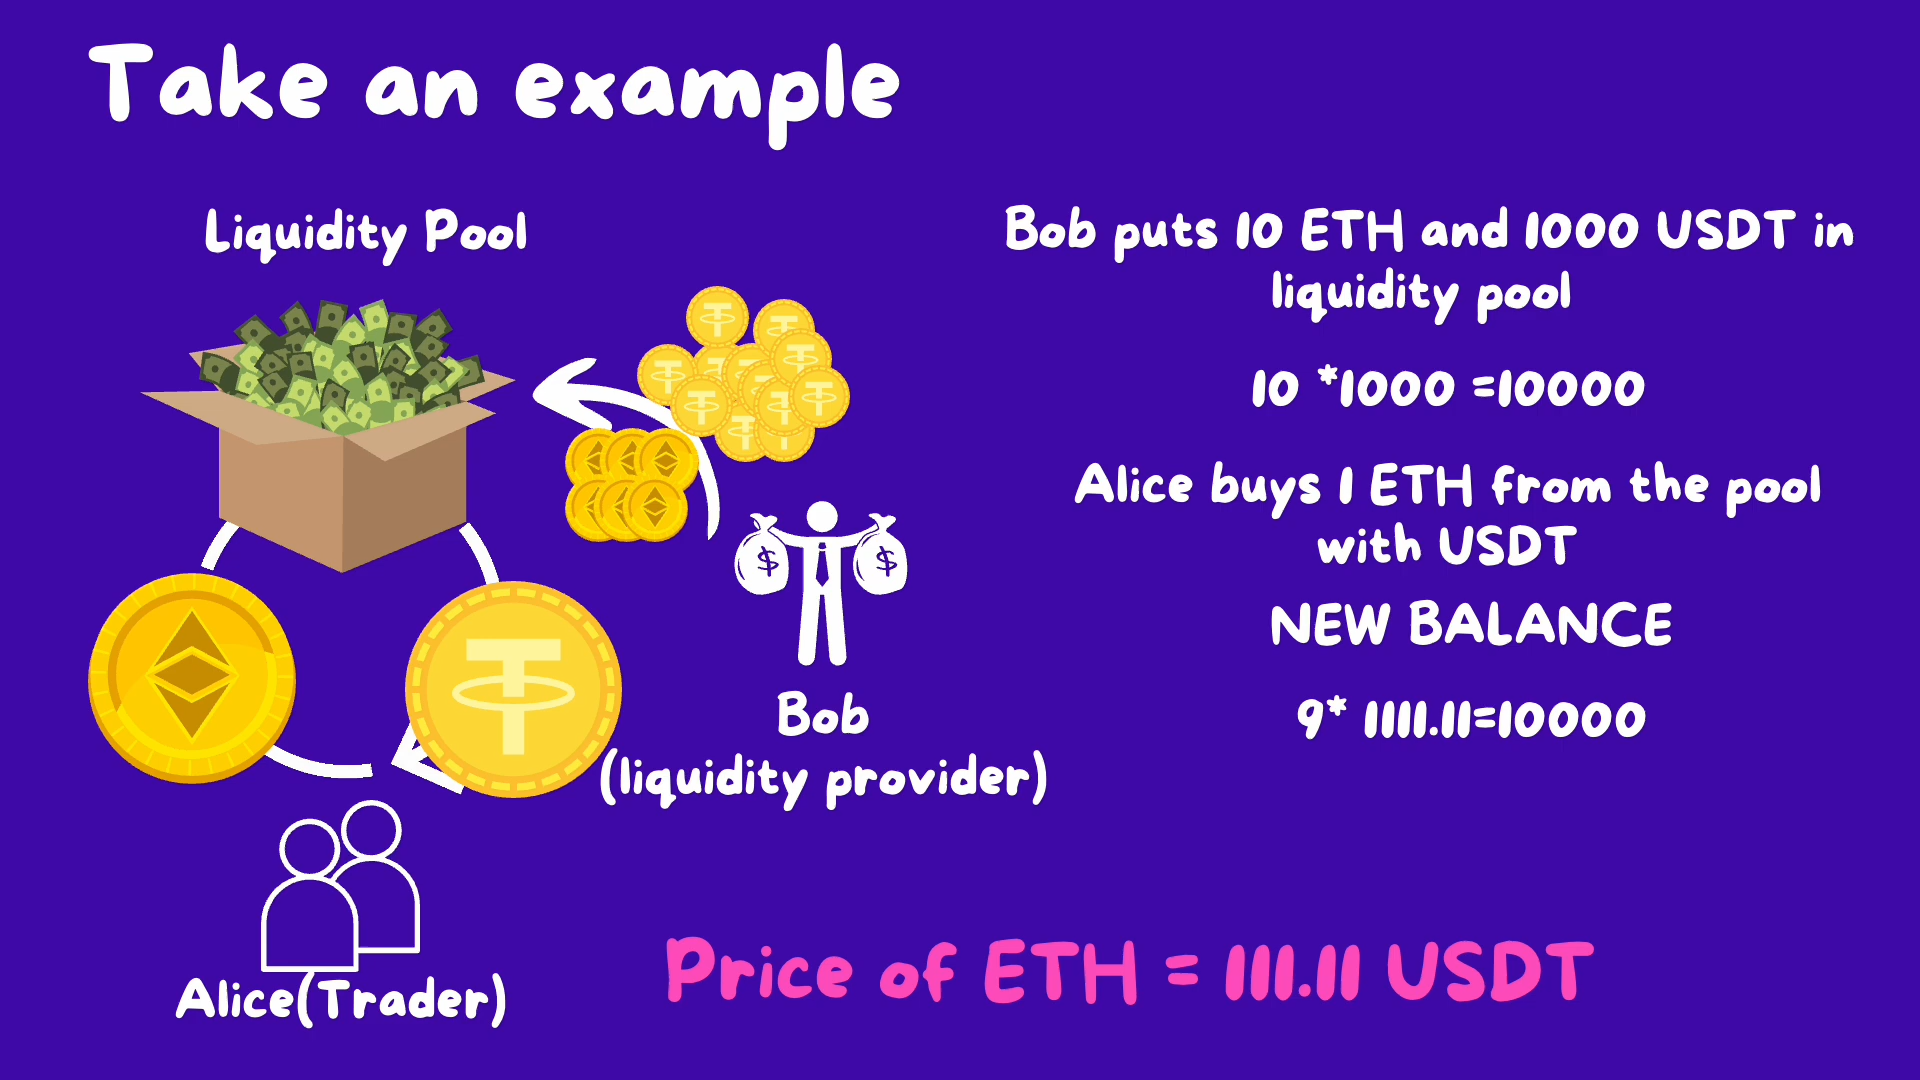 Take an example
Liquidity Pool
Bob puts 10 ETH and 1000 USDT in
liquidity pool
10 *1000 =10000
Alice buys 1 ETH from the pool
with USDT
NEW BALANCE
9* 1111.11=10000
$ $
Bob
(liquidity provider)
Alice(Trader)
Price of ETH = 111.11 USDT